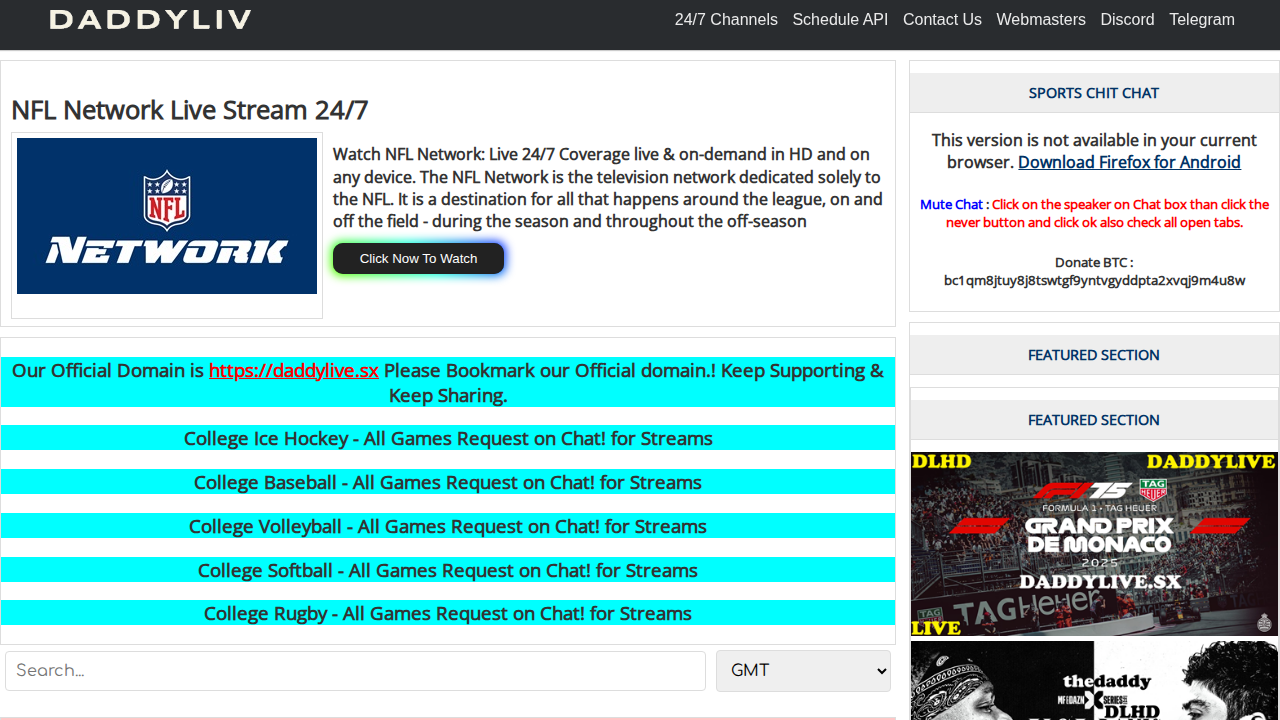 DADDYLIV
24/7 Channels Schedule API Contact Us Webmasters Discord Telegram
NFL Network Live Stream 24/7
NFL
NETWORK
Watch NFL Network: Live 24/7 Coverage live & on-demand in HD and on
any device. The NFL Network is the television network dedicated solely to
the NFL. It is a destination for all that happens around the league, on and
off the field - during the season and throughout the off-season
Click Now To Watch
Our Official Domain is https://daddylive.sx Please Bookmark our Official domain.! Keep Supporting &
Keep Sharing.
College Ice Hockey - All Games Request on Chat! for Streams
College Baseball - All Games Request on Chat! for Streams
College Volleyball - All Games Request on Chat! for Streams
College Softball - All Games Request on Chat! for Streams
College Rugby - All Games Request on Chat! for Streams
Search...
GMT
SPORTS CHIT CHAT
This version is not available in your current
browser. Download Firefox for Android
Mute Chat : Click on the speaker on Chat box than click the
never button and click ok also check all open tabs.
Donate BTC :
bc1qm8jtuy8j8tswtgf9yntvgyddpta2xvqj9m4u8w
FEATURED SECTION
FEATURED SECTION
DLHD DADDYLIVE
F1 75 TAG HEUER
FORMULA 1 • TAG HEUER
GRAND PRIX
DE MONACO
2025
DADDYLIVE.SX
TAGHeuer
LIVE
thedaddy
MF|DAZN X SERIES
DLHD